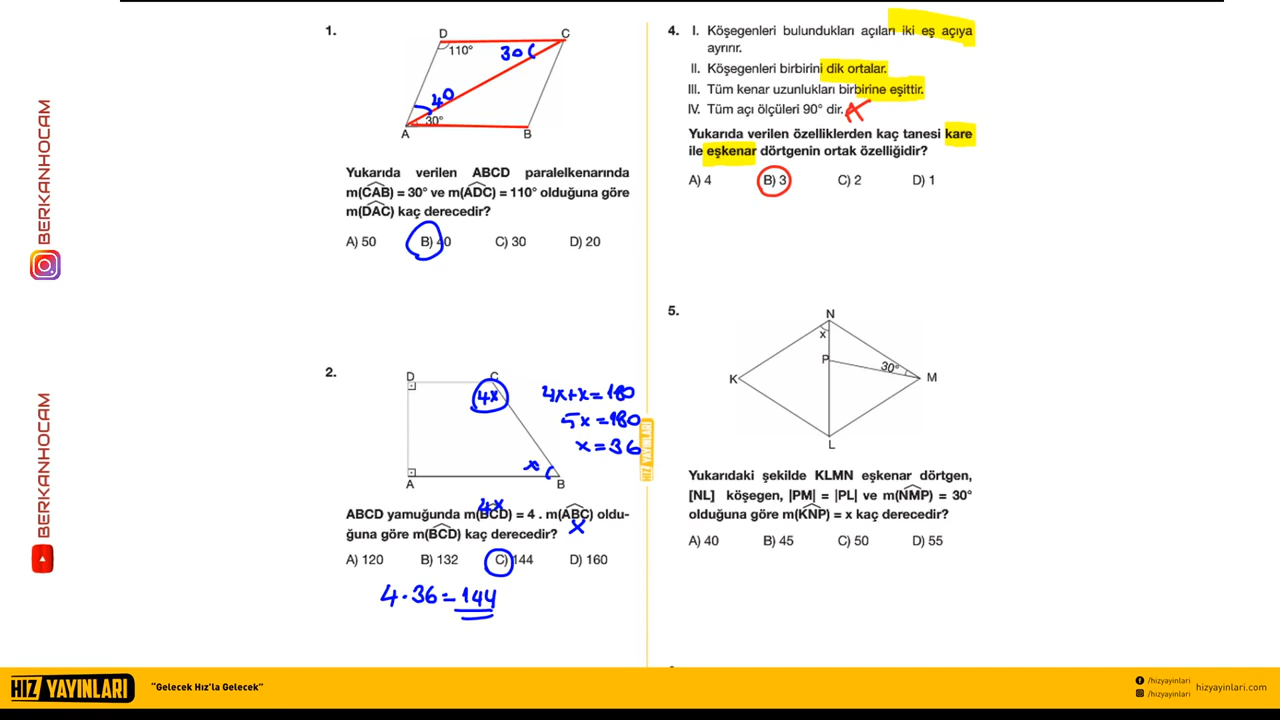 BERKANHOCAM
BERKANHOCAM
1.
D
C
110°
30
40
30°
A
B
Yukarıda verilen ABCD paralelkenarında
m(CAB) = 30° ve m(ADC) = 110° olduğuna göre
m(DAC) kaç derecedir?
A) 50 B) 40 C) 30 D) 20
2.
D
C
4x
x
A
B
4x+x=180
5x=180
x=36
4x
ABCD yamuğunda m(BCD) = 4 . m(ABC) oldu-
ğuna göre m(BCD) kaç derecedir?
x
A) 120 B) 132 C) 144 D) 160
4·36=144
HIZ YAYINLARI
4. I. Köşegenleri bulundukları açıları iki eş açıya
ayırır.
II. Köşegenleri birbirini dik ortalar.
III. Tüm kenar uzunlukları birbirine eşittir.
IV. Tüm açı ölçüleri 90° dir.
Yukarıda verilen özelliklerden kaç tanesi kare
ile eşkenar dörtgenin ortak özelliğidir?
A) 4 B) 3 C) 2 D) 1
5.
N
x
P
30°
K
M
L
Yukarıdaki şekilde KLMN eşkenar dörtgen,
[NL] köşegen, |PM| = |PL| ve m(NMP) = 30°
olduğuna göre m(KNP) = x kaç derecedir?
A) 40 B) 45 C) 50 D) 55
HIZ YAYINLARI
"Gelecek Hız'la Gelecek"
/hizyayinlari
/hizyayinlari
hizyayinlari.com